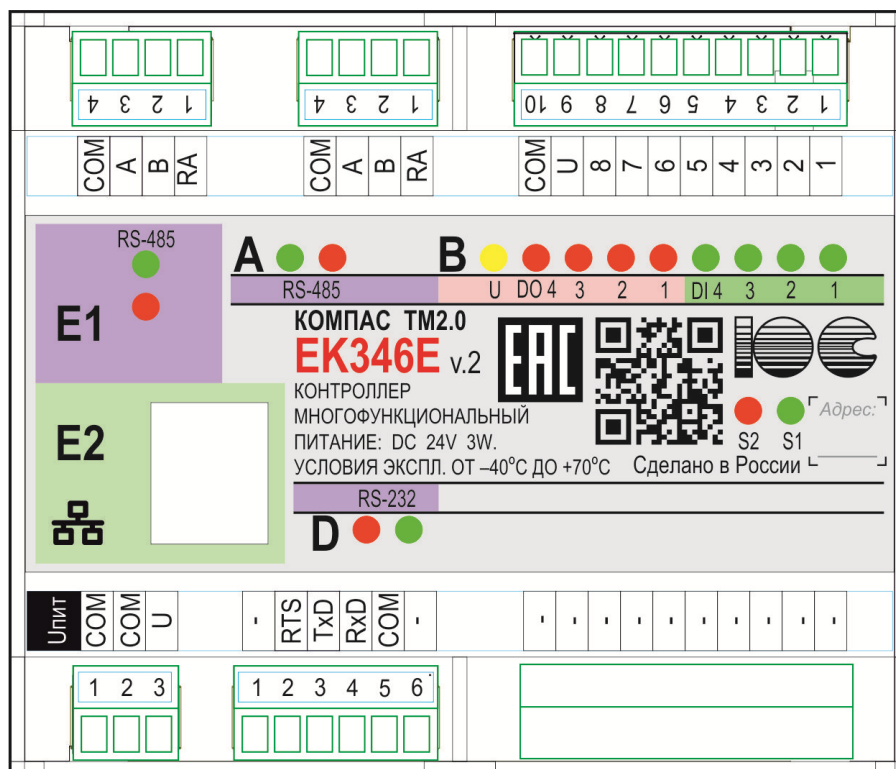 4 3 2 1
4 3 2 1
10 9 8 7 6 5 4 3 2 1
COM A B RA
COM A B RA
COM U 8 7 6 5 4 3 2 1
RS-485
E1
A
B
RS-485
U DO 4 3 2 1 DI 4 3 2 1
КОМПАС ТМ2.0
EK346E v.2
EAC
КОНТРОЛЛЕР
МНОГОФУНКЦИОНАЛЬНЫЙ
ПИТАНИЕ: DC 24V 3W.
УСЛОВИЯ ЭКСПЛ. ОТ –40°С ДО +70°С
ЮС
S2 S1
Адрес:
Сделано в России
E2
RS-232
D
Uпит COM COM U
- RTS TxD RxD COM -
- - - - - - - - - -
1 2 3
1 2 3 4 5 6